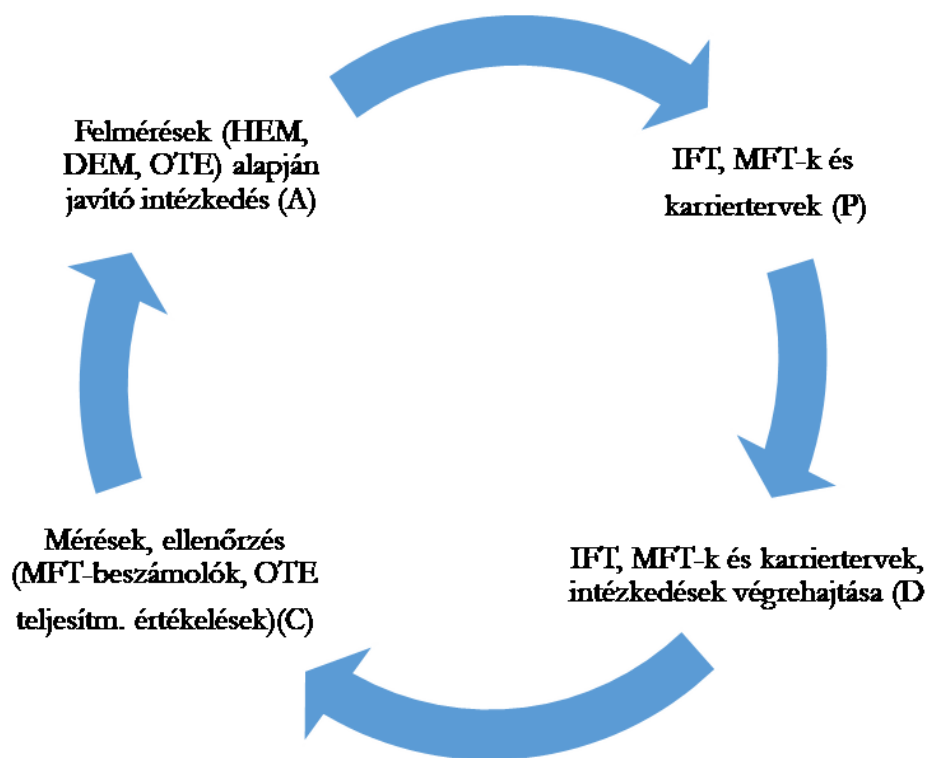 Felmérések (HEM,
DEM, OTE) alapján
javító intézkedés (A)
IFT, MFT-k és
karriertervek (P)
IFT, MFT-k és karriertervek,
intézkedések végrehajtása (D
Mérések, ellenőrzés
(MFT-beszámolók, OTE
teljesítm. értékelések)(C)